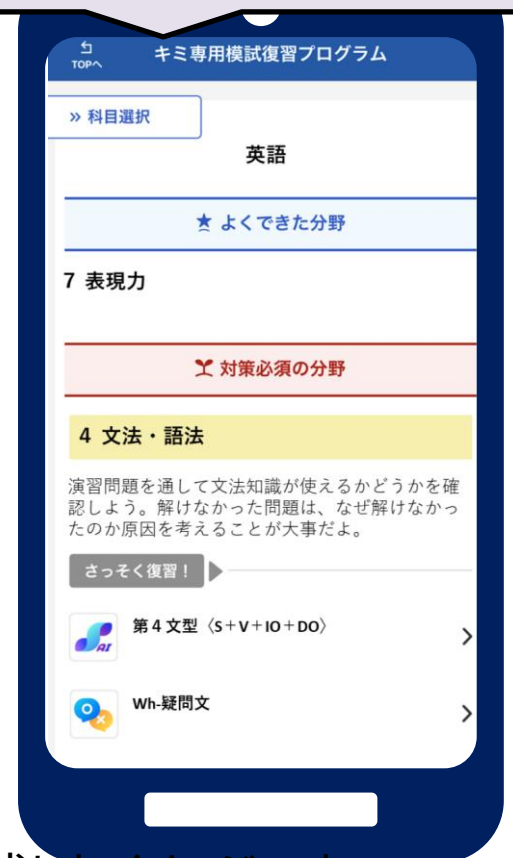 TOPへ
キミ専用模試復習プログラム
» 科目選択
英語
★ よくできた分野
7 表現力
対策必須の分野
4 文法・語法
演習問題を通して文法知識が使えるかどうかを確
認しよう。解けなかった問題は、なぜ解けなかっ
たのか原因を考えることが大事だよ。
さっそく復習！
第4文型〈S+V+IO+DO〉
AI
Wh-疑問文